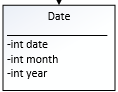 Date
-int date
-int month
-int year